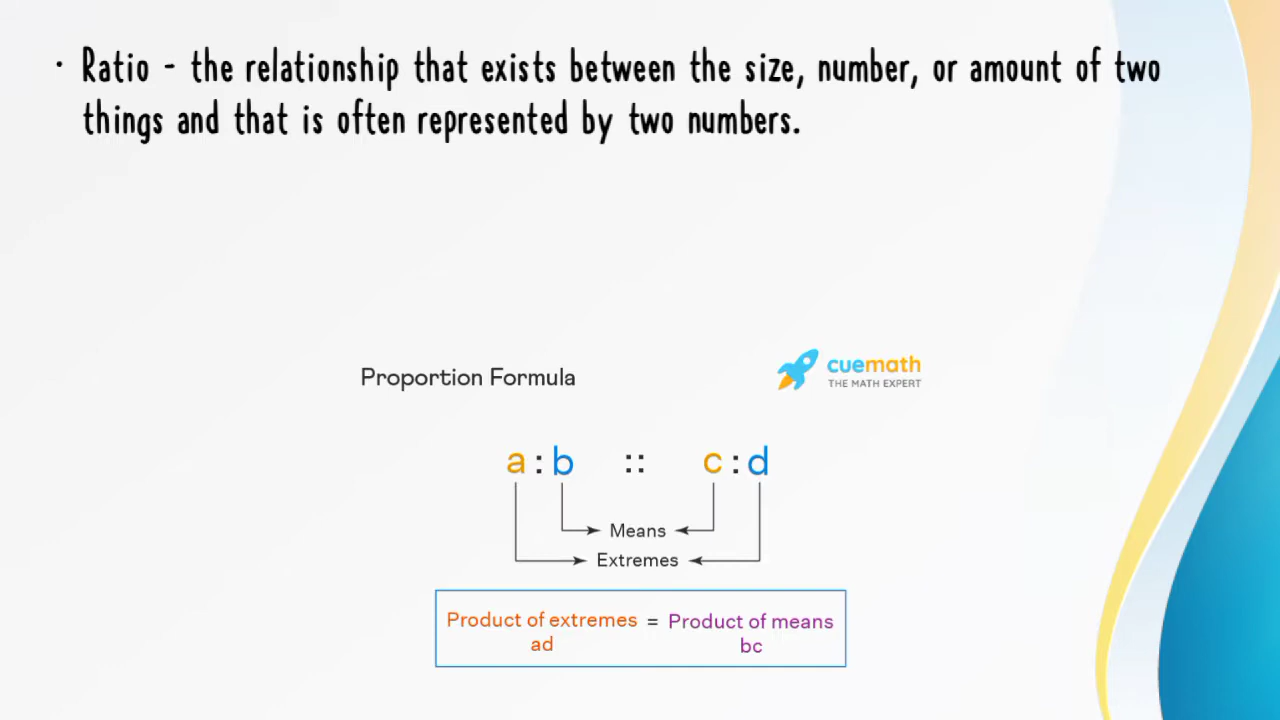 · Ratio - the relationship that exists between the size, number, or amount of two
things and that is often represented by two numbers.
Proportion Formula
cuemath
THE MATH EXPERT
a : b :: c : d
Means
Extremes
Product of extremes = Product of means
ad bc